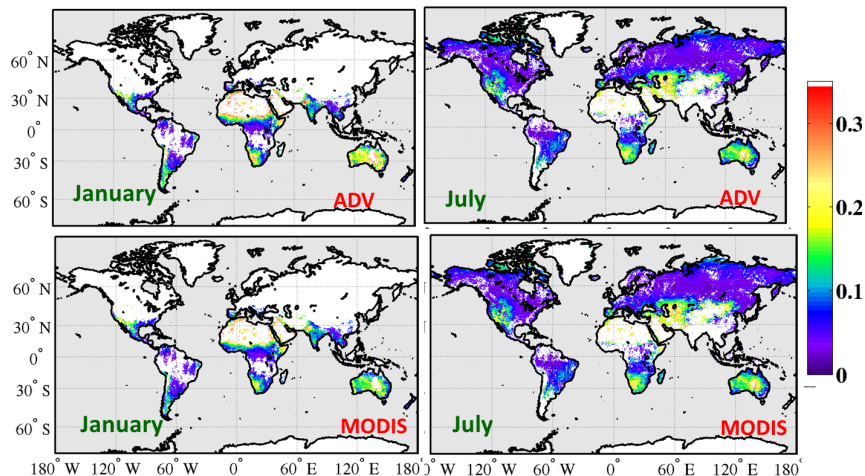 60° N
30° N
0°
30° S
60° S
January
ADV
July
ADV
0.3
0.2
0.1
0
60° N
30° N
0°
30° S
60° S
January
MODIS
July
MODIS
180° W 120° W 60° W 0° 60° E 120° E 180° W 120° W 60° W 0° 60° E 120° E 180° E